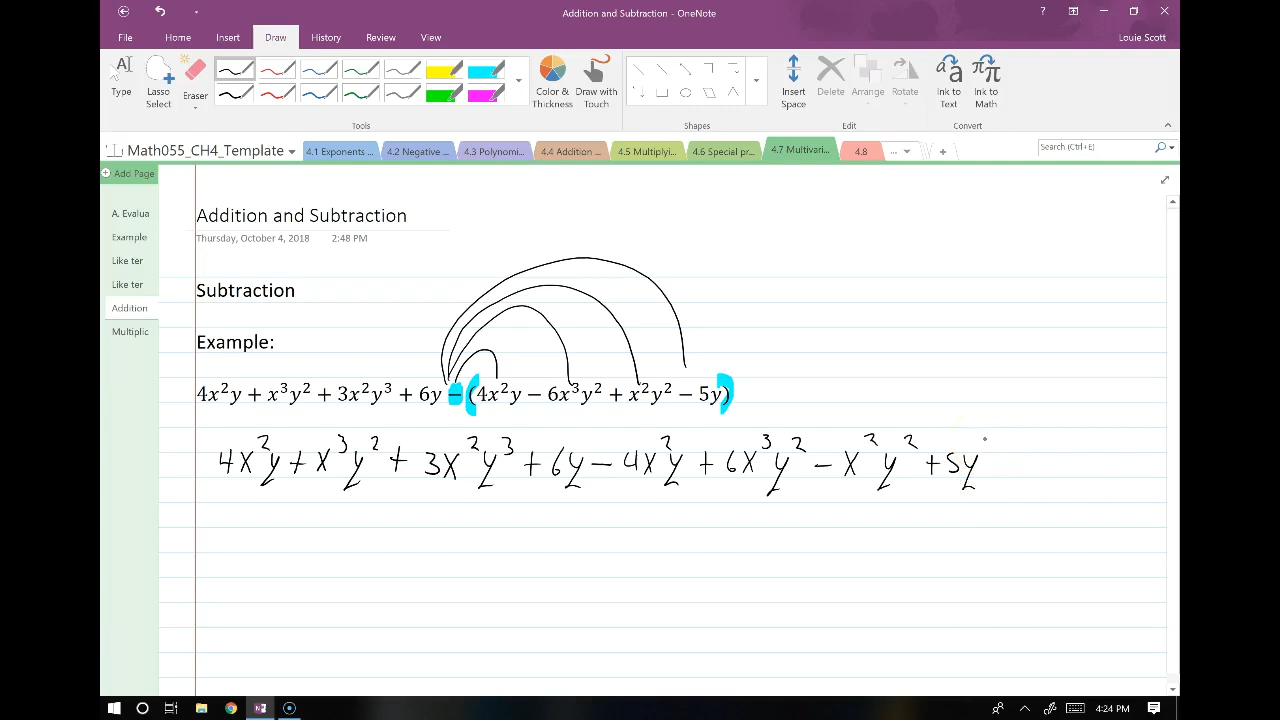 Addition and Subtraction - OneNote
Louie Scott
File Home Insert Draw History Review View
Type Lasso Select Eraser Color & Thickness Draw with Touch Insert Space Delete Arrange Rotate Ink to Text Ink to Math
Tools Shapes Edit Convert
Math055_CH4_Template 4.1 Exponents ... 4.2 Negative ... 4.3 Polynomi... 4.4 Addition ... 4.5 Multiplyi... 4.6 Special pr... 4.7 Multivari... 4.8 ... Search (Ctrl+E)
Add Page
A. Evalua
Example
Like ter
Like ter
Addition
Multiplic
Addition and Subtraction
Thursday, October 4, 2018 2:48 PM
Subtraction
Example:
4x²y + x³y² + 3x²y³ + 6y − (4x²y − 6x³y² + x²y² − 5y)
4x²y + x³y² + 3x²y³ + 6y − 4x²y + 6x³y² − x²y² + 5y
4:24 PM